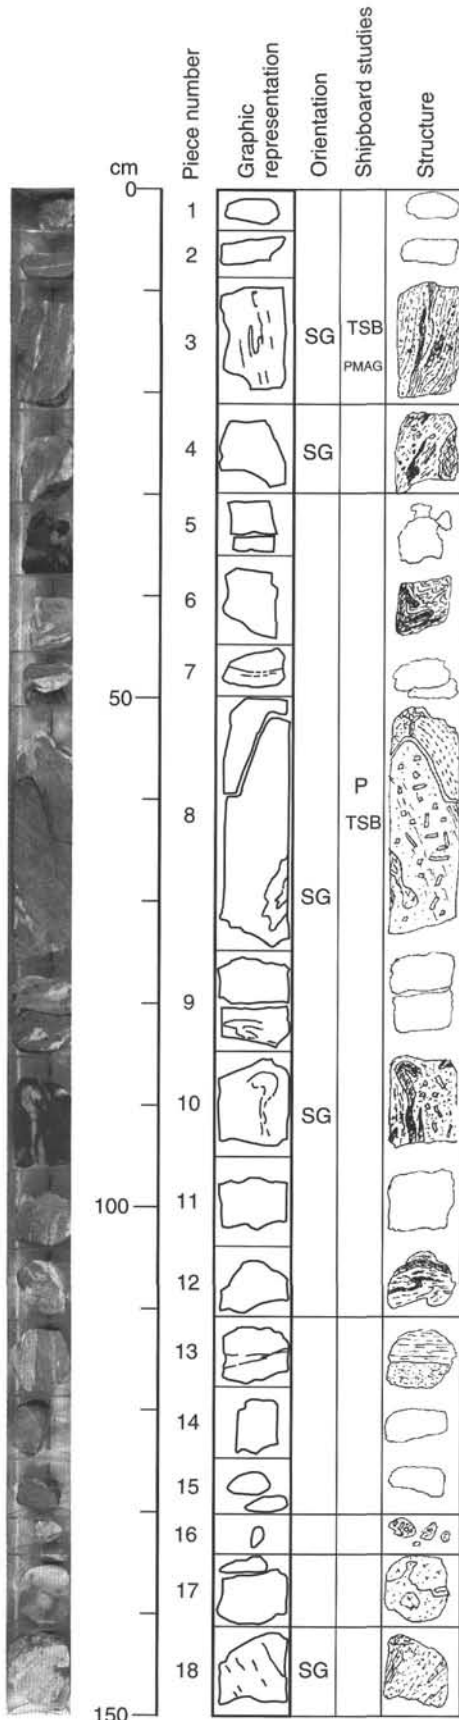 cm
Piece number
Graphic
representation
Orientation
Shipboard studies
Structure
0
1
2
3
SG
TSB
PMAG
4
SG
5
6
7
50
8
P
TSB
SG
9
10
SG
100
11
12
13
14
15
16
17
18
SG
150